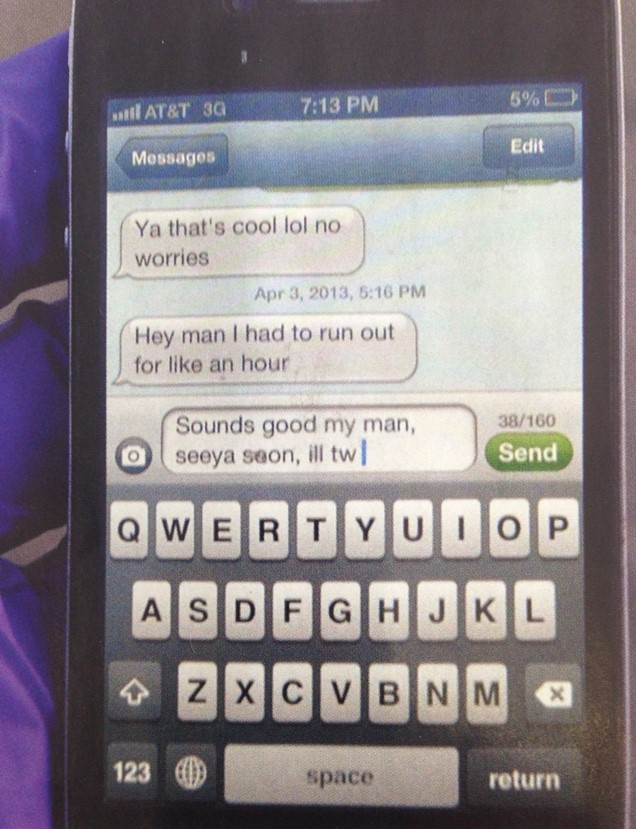 AT&T 3G 7:13 PM 5%
Messages Edit
Ya that's cool lol no
worries
Apr 3, 2013, 5:16 PM
Hey man I had to run out
for like an hour
Sounds good my man,
seeya soon, ill tw
38/160
Send
Q W E R T Y U I O P
A S D F G H J K L
Z X C V B N M
123 space return